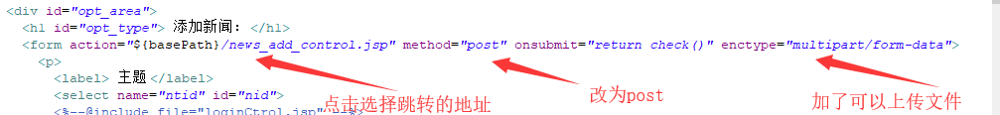 <div id="opt_area">
<h1 id="opt_type"> 添加新闻: </h1>
<form action="${basePath}/news_add_control.jsp" method="post" onsubmit="return check()" enctype="multipart/form-data">
<p>
<label> 主题 </label>
<select name="ntid" id="nid">
<%--@include file="loginCtrol.jsp" --%>
点击选择跳转的地址
改为post
加了可以上传文件